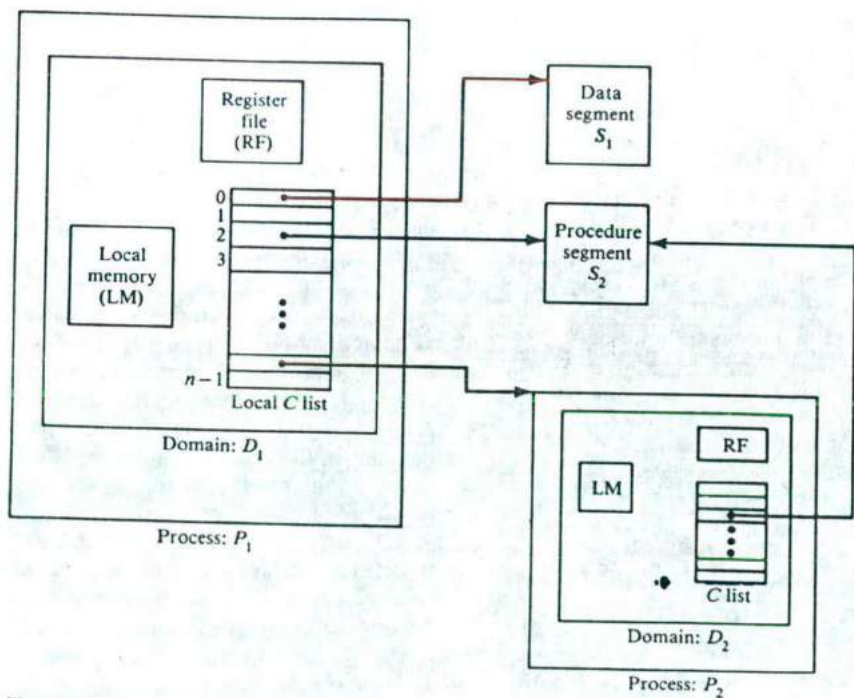 Register
file
(RF)
Data
segment
S₁
0
1
2
3
n − 1
Local
memory
(LM)
Procedure
segment
S₂
Local C list
Domain: D₁
Process: P₁
RF
LM
C list
Domain: D₂
Process: P₂